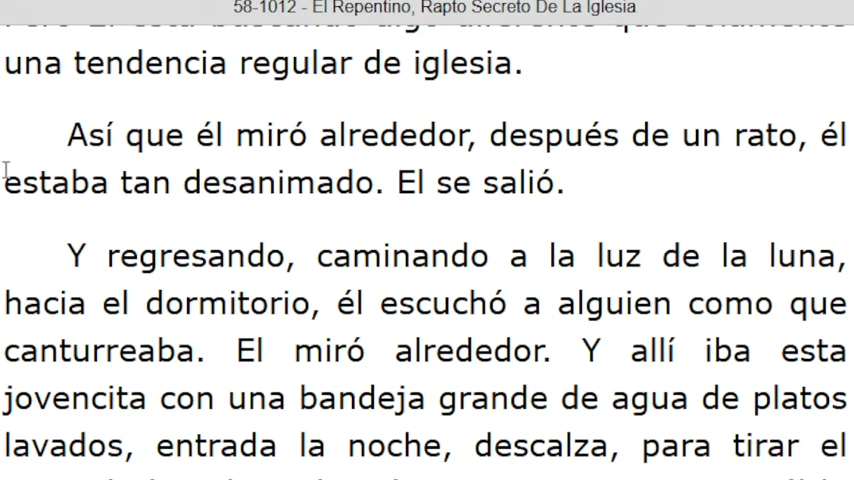 58-1012 - El Repentino, Rapto Secreto De La Iglesia
una tendencia regular de iglesia.
Así que él miró alrededor, después de un rato, él
estaba tan desanimado. El se salió.
Y regresando, caminando a la luz de la luna,
hacia el dormitorio, él escuchó a alguien como que
canturreaba. El miró alrededor. Y allí iba esta
jovencita con una bandeja grande de agua de platos
lavados, entrada la noche, descalza, para tirar el